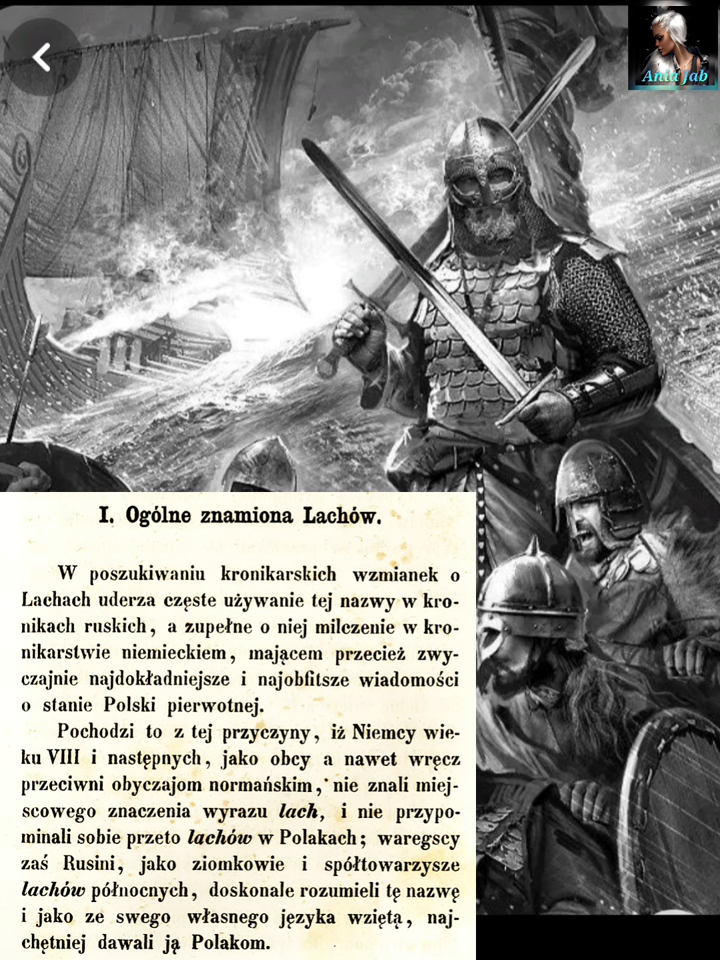 Ania Jab
I. Ogólne znamiona Lachów.
W poszukiwaniu kronikarskich wzmianek o
Lachach uderza częste używanie tej nazwy w kro-
nikach ruskich, a zupełne o niej milczenie w kro-
nikarstwie niemieckiem, mającem przecież zwy-
czajnie najdokładniejsze i najobfitsze wiadomości
o stanie Polski pierwotnej.
Pochodzi to z tej przyczyny, iż Niemcy wie-
ku VIII i następnych, jako obcy a nawet wręcz
przeciwni obyczajom normańskim, nie znali miej-
scowego znaczenia wyrazu lach, i nie przypo-
minali sobie przeto lachów w Polakach; waregscy
zaś Rusini, jako ziomkowie i spółtowarzysze
lachów północnych, doskonale rozumieli tę nazwę
i jako ze swego własnego języka wziętą, naj-
chętniej dawali ją Polakom.